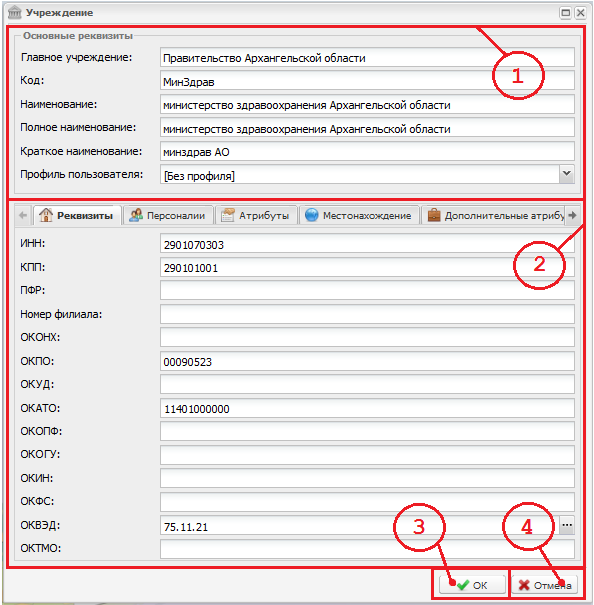 Учреждение
Основные реквизиты
1
Главное учреждение: Правительство Архангельской области
Код: МинЗдрав
Наименование: министерство здравоохранения Архангельской области
Полное наименование: министерство здравоохранения Архангельской области
Краткое наименование: минздрав АО
Профиль пользователя: [Без профиля]
Реквизиты Персоналии Атрибуты Местонахождение Дополнительные атрибу
2
ИНН: 2901070303
КПП: 290101001
ПФР:
Номер филиала:
ОКОНХ:
ОКПО: 00090523
ОКУД:
ОКАТО: 11401000000
ОКОПФ:
ОКОГУ:
ОКИН:
ОКФС:
ОКВЭД: 75.11.21 ...
3 4
ОКТМО:
ОК Отмена